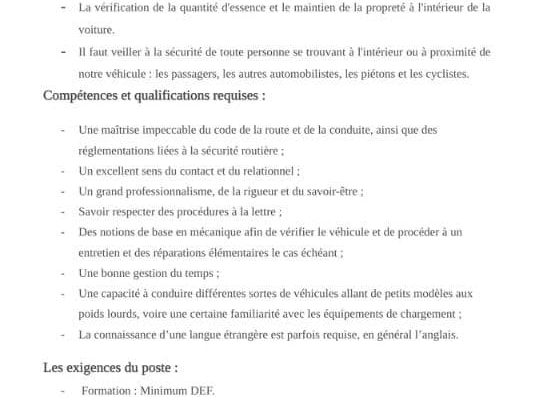 - La vérification de la quantité d'essence et le maintien de la propreté à l'intérieur de la
voiture.
- Il faut veiller à la sécurité de toute personne se trouvant à l'intérieur ou à proximité de
notre véhicule : les passagers, les autres automobilistes, les piétons et les cyclistes.
Compétences et qualifications requises :
- Une maîtrise impeccable du code de la route et de la conduite, ainsi que des
réglementations liées à la sécurité routière ;
- Un excellent sens du contact et du relationnel ;
- Un grand professionnalisme, de la rigueur et du savoir-être ;
- Savoir respecter des procédures à la lettre ;
- Des notions de base en mécanique afin de vérifier le véhicule et de procéder à un
entretien et des réparations élémentaires le cas échéant ;
- Une bonne gestion du temps ;
- Une capacité à conduire différentes sortes de véhicules allant de petits modèles aux
poids lourds, voire une certaine familiarité avec les équipements de chargement ;
- La connaissance d’une langue étrangère est parfois requise, en général l’anglais.
Les exigences du poste :
- Formation : Minimum DEF.